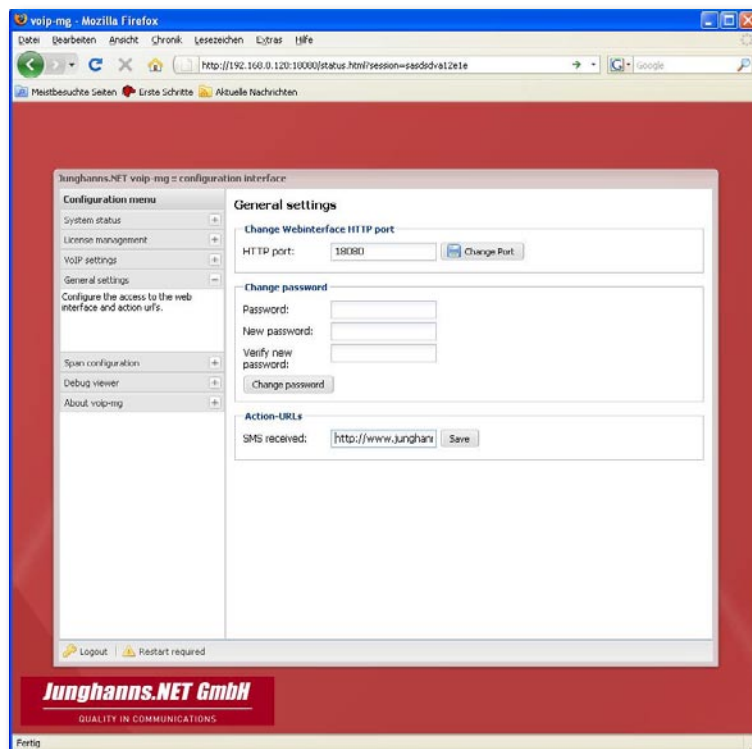 voip-mg - Mozilla Firefox
Datei Bearbeiten Ansicht Chronik Lesezeichen Extras Hilfe
http://192.168.0.120:18080/status.html?session=sasdsdva12e1e
Google
Meistbesuchte Seiten Erste Schritte Aktuelle Nachrichten
Junghanns.NET voip-mg :: configuration interface
Configuration menu
System status
License management
VoIP settings
General settings
Configure the access to the web
interface and action url's.
Span configuration
Debug viewer
About voip-mg
General settings
Change Webinterface HTTP port
HTTP port: 18080 Change Port
Change password
Password:
New password:
Verify new
password:
Change password
Action-URLs
SMS received: http://www.junghanr Save
Logout Restart required
Junghanns.NET GmbH
QUALITY IN COMMUNICATIONS
Fertig